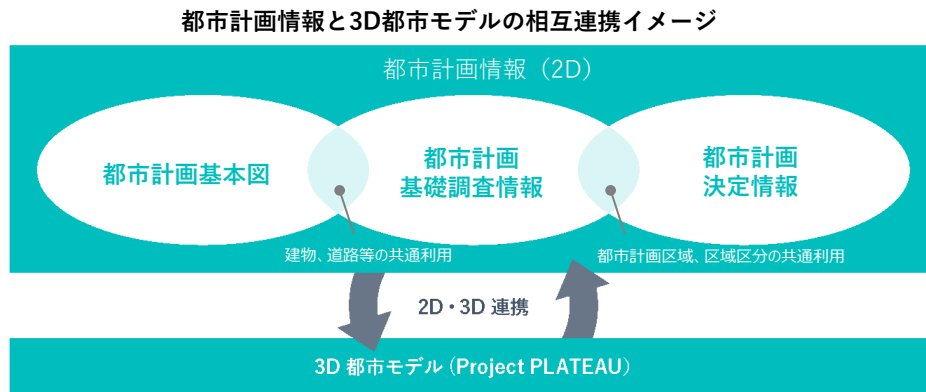 都市計画情報と3D都市モデルの相互連携イメージ
都市計画情報（2D）
都市計画基本図
都市計画
基礎調査情報
都市計画
決定情報
建物、道路等の共通利用
都市計画区域、区域区分の共通利用
2D・3D 連携
3D 都市モデル（Project PLATEAU）